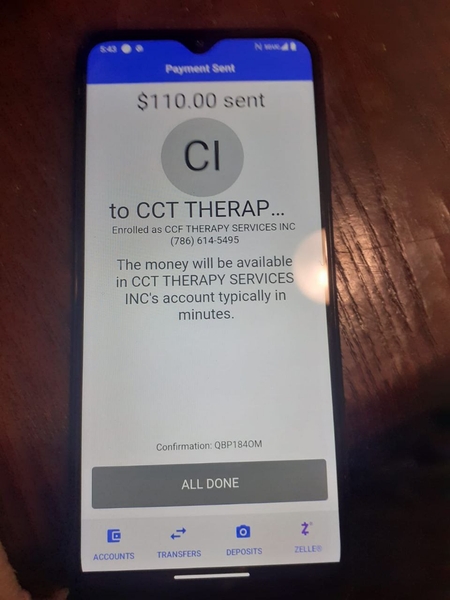 5:43
Payment Sent
$110.00 sent
CI
to CCT THERAP...
Enrolled as CCF THERAPY SERVICES INC
(786) 614-5495
The money will be available
in CCT THERAPY SERVICES
INC's account typically in
minutes.
Confirmation: QBP184OM
ALL DONE
ACCOUNTS
TRANSFERS
DEPOSITS
ZELLE®